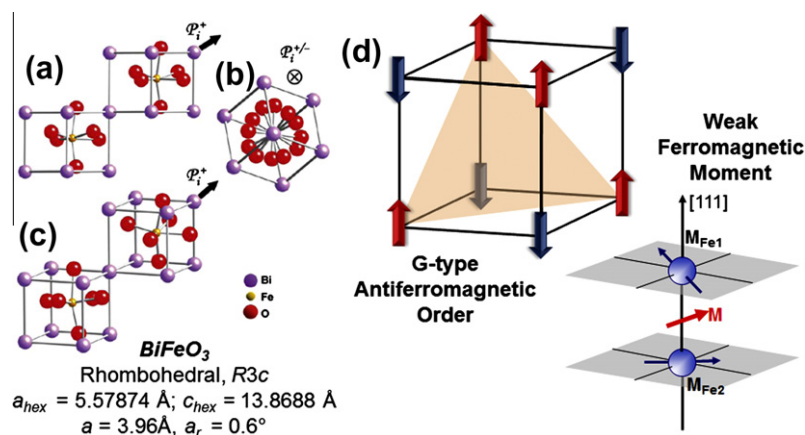 (a)
𝒫ᵢ⁺
(b)
𝒫ᵢ⁺ᐟ⁻
(c)
𝒫ᵢ⁺
Bi
Fe
O
BiFeO₃
Rhombohedral, R3c
a_hex = 5.57874 Å; c_hex = 13.8688 Å
a = 3.96Å, a_r = 0.6°
(d)
G-type
Antiferromagnetic
Order
Weak
Ferromagnetic
Moment
[111]
M_Fe1
M
M_Fe2